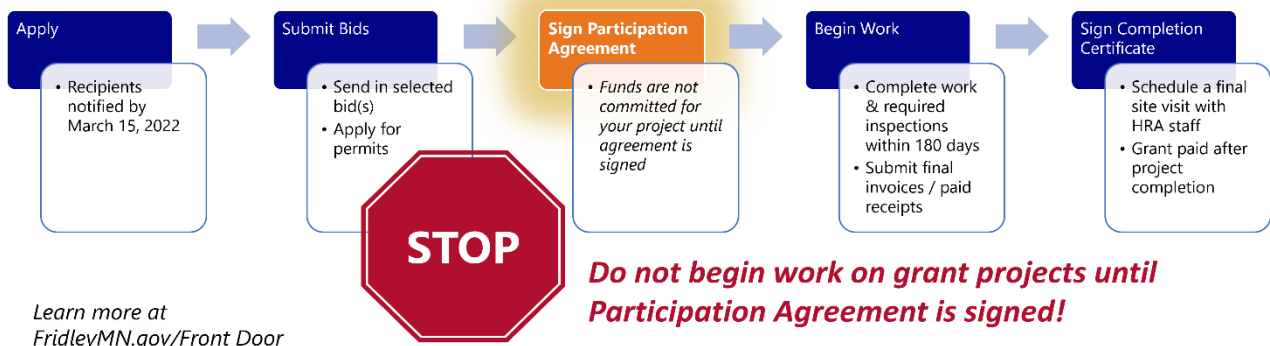 Apply
• Recipients
notified by
March 15, 2022
Submit Bids
• Send in selected
bid(s)
• Apply for
permits
Sign Participation
Agreement
• Funds are not
committed for
your project until
agreement is
signed
Begin Work
• Complete work
& required
inspections
within 180 days
• Submit final
invoices / paid
receipts
Sign Completion
Certificate
• Schedule a final
site visit with
HRA staff
• Grant paid after
project
completion
STOP
Do not begin work on grant projects until
Participation Agreement is signed!
Learn more at
FridleyMN.gov/Front Door